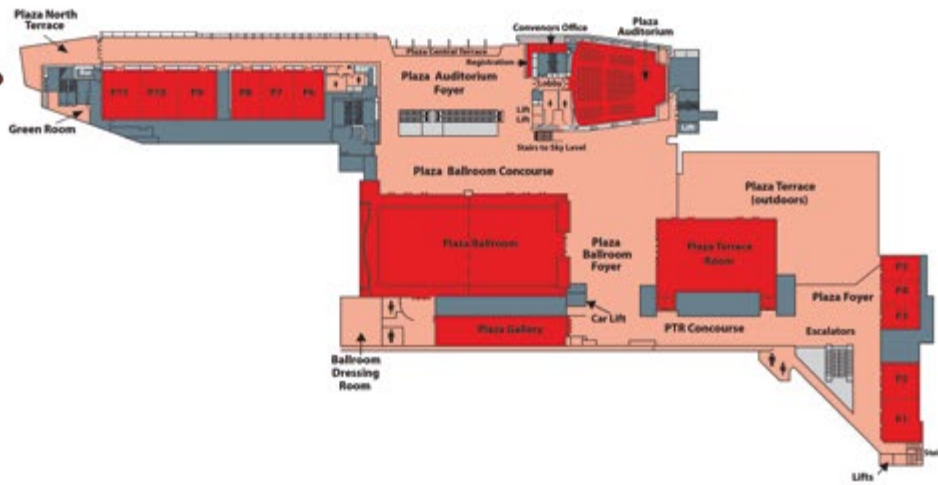 Plaza North
Terrace
Convenors Office
Plaza
Auditorium
Plaza Central Terrace
Registration
Lobby
Plaza Auditorium
Foyer
P11
P10
P9
P8
P7
P6
Green Room
Lift
Lift
Lift
Stairs to Sky Level
Plaza Ballroom Concourse
Plaza Terrace
(outdoors)
Plaza Ballroom
Plaza
Ballroom
Foyer
Plaza Terrace
Room
P5
P4
P3
Plaza Foyer
Car Lift
PTR Concourse
Escalators
Plaza Gallery
Ballroom
Dressing
Room
P2
Lifts